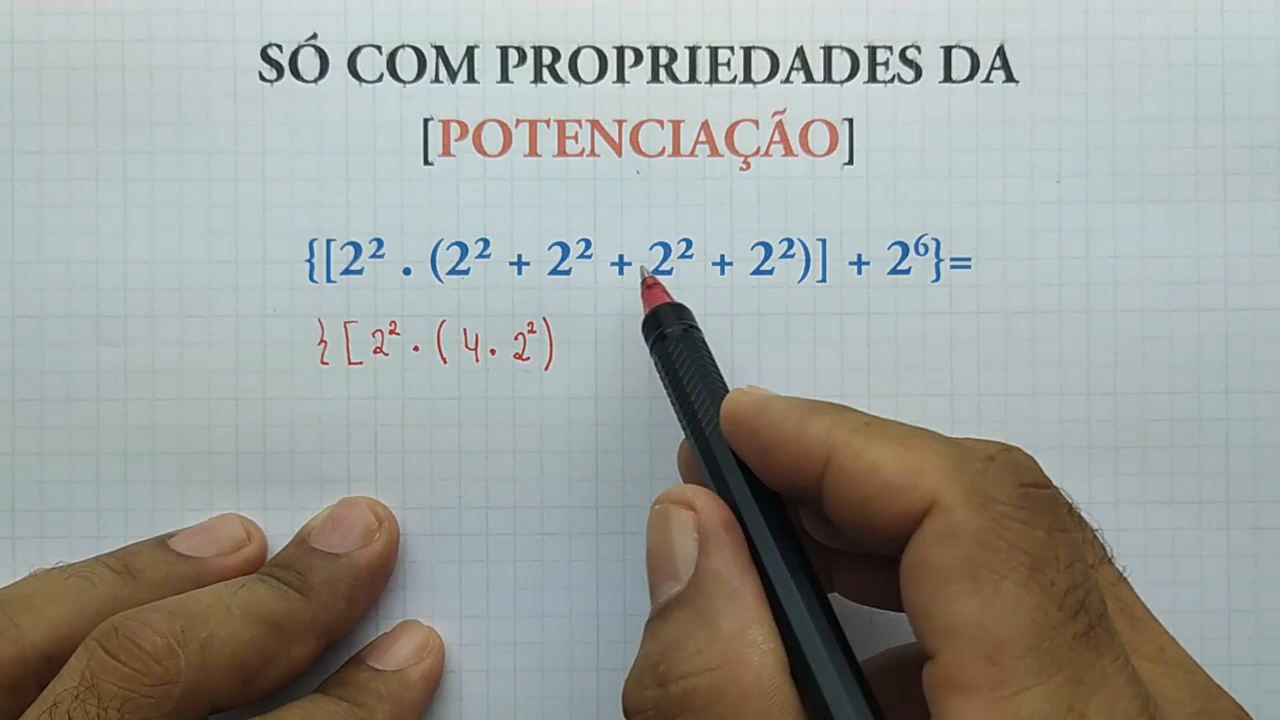 SÓ COM PROPRIEDADES DA
[POTENCIAÇÃO]
{[2² . (2² + 2² + 2² + 2²)] + 2⁶}=
}[2² . (4 . 2²)